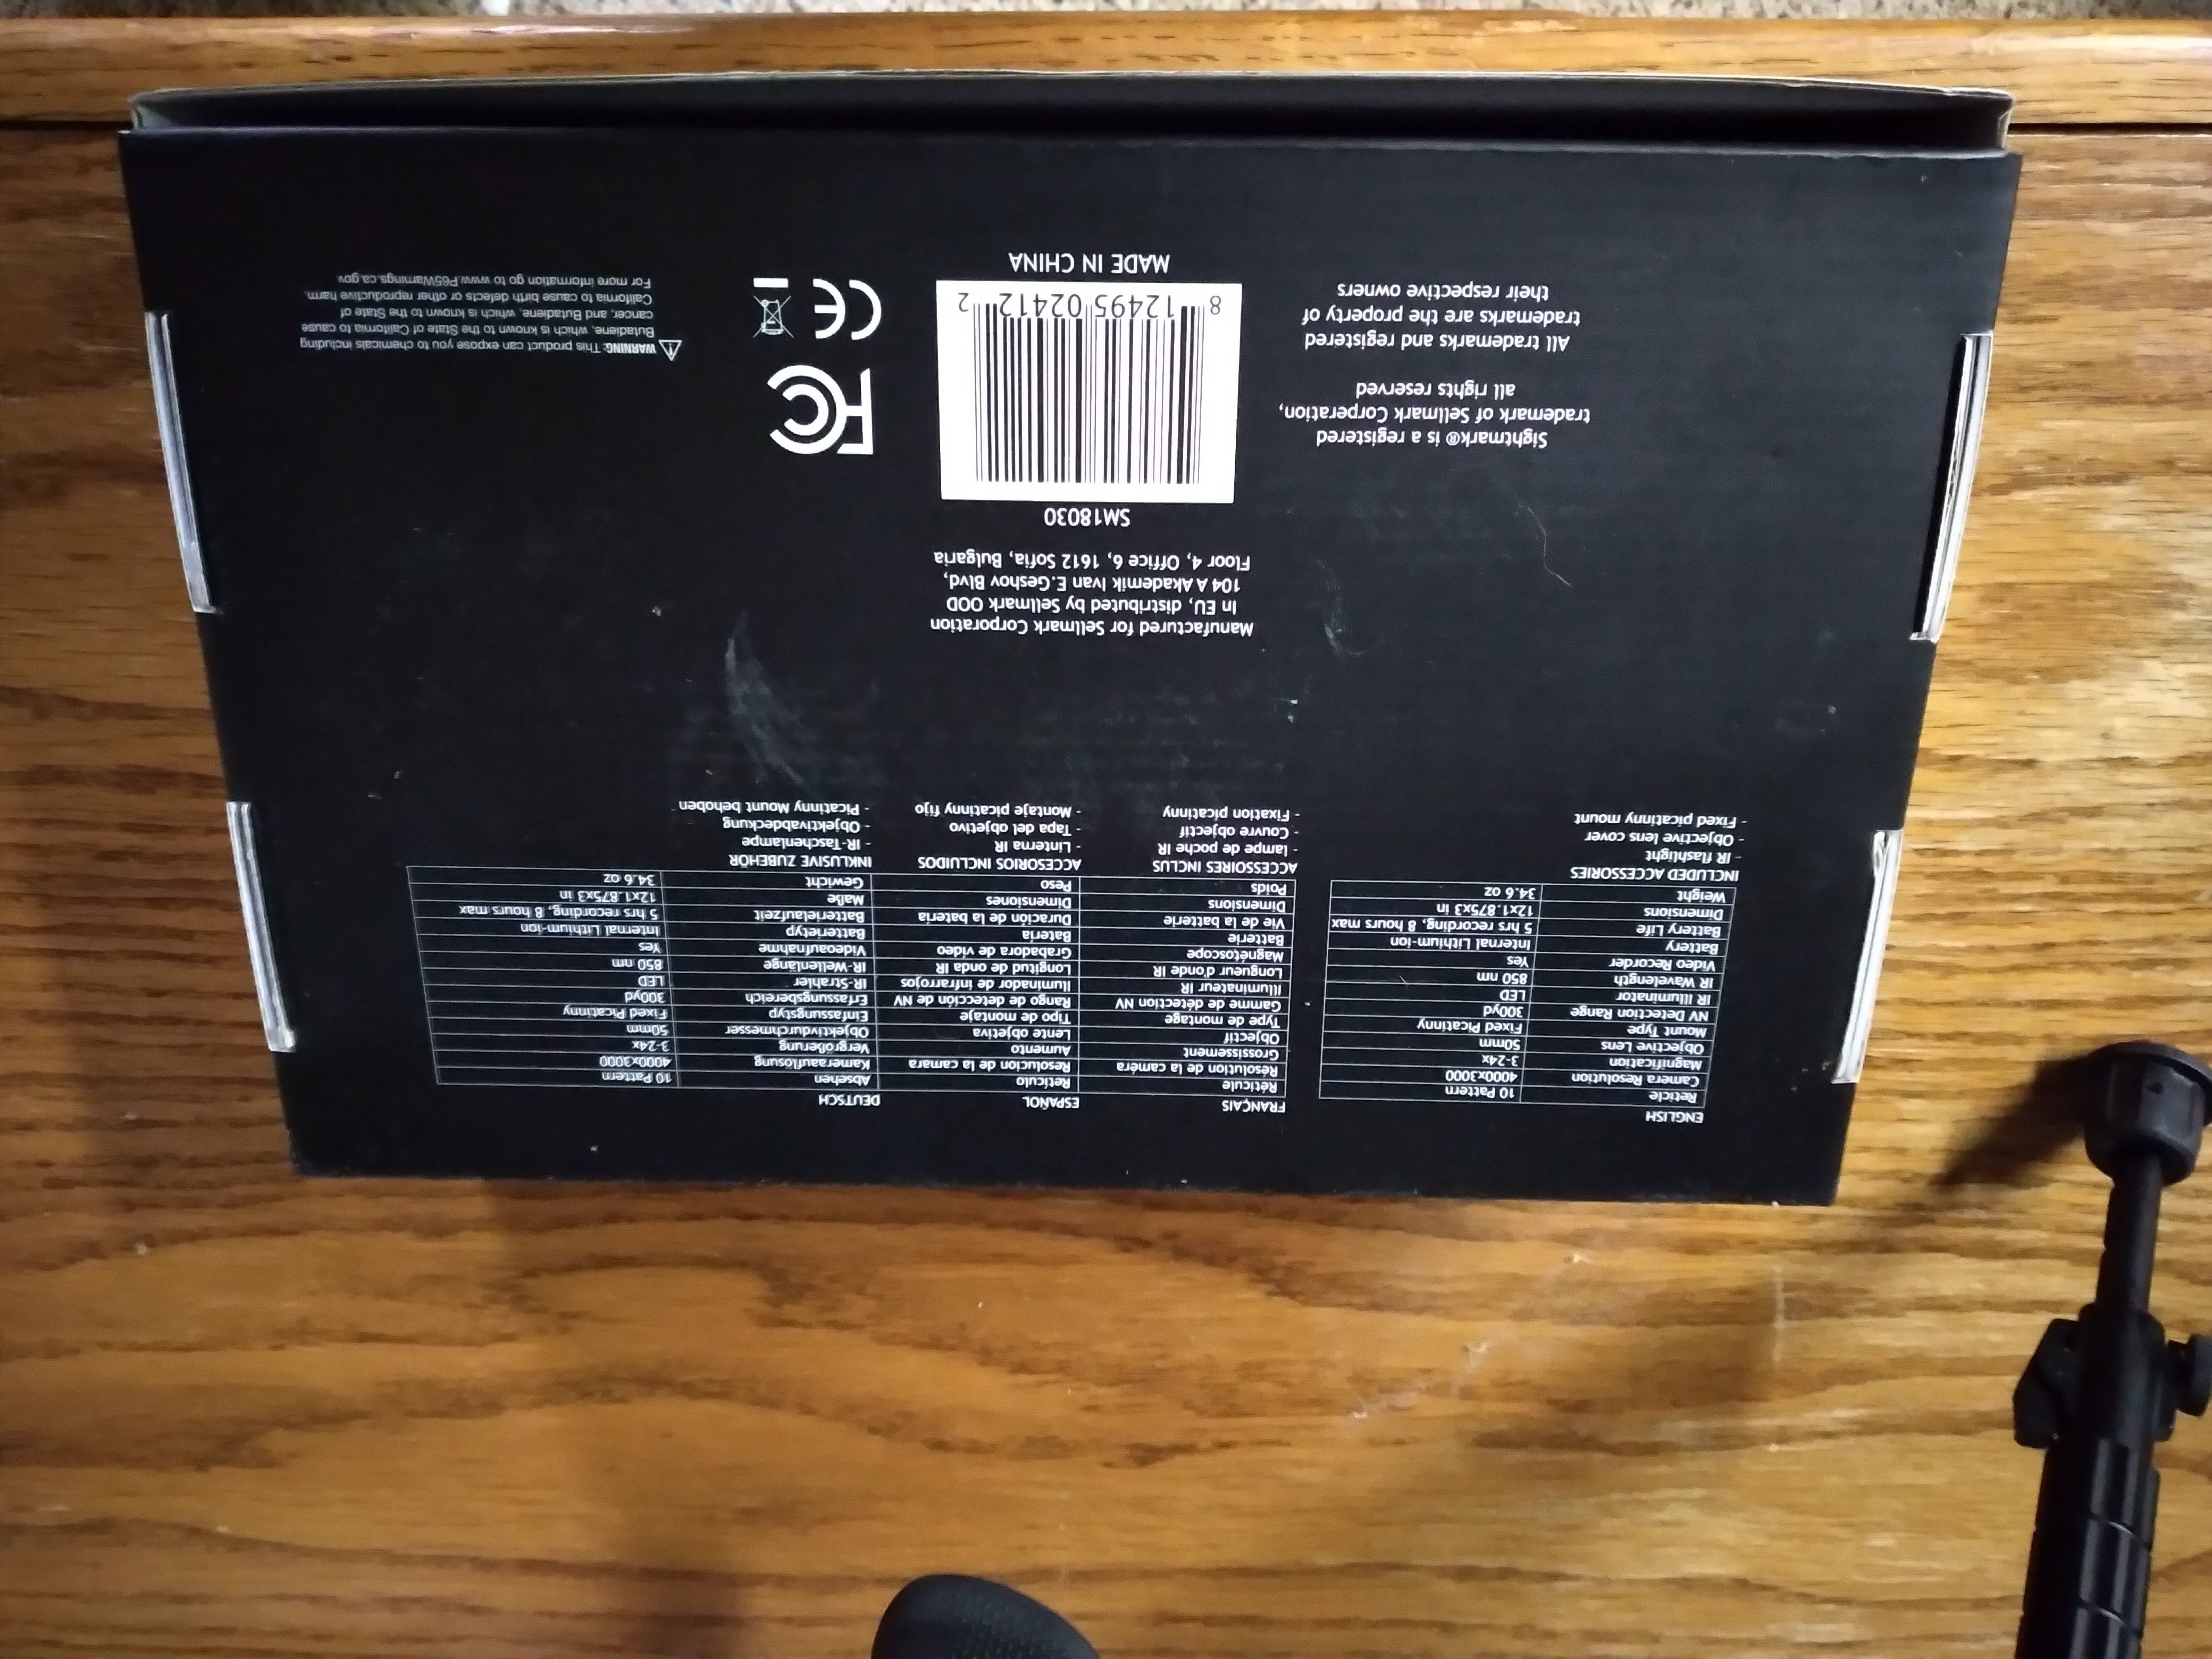 ENGLISH
Reticle 10 Pattern
Camera Resolution 4000x3000
Magnification 3-24x
Objective Lens 50mm
Mount Type Fixed Picatinny
NV Detection Range 300yd
IR Illuminator LED
IR Wavelength 850 nm
Video Recorder Yes
Battery Internal Lithium-ion
Battery Life 5 hrs recording, 8 hours max
Dimensions 12x1.875x3 in
Weight 34.6 oz
INCLUDED ACCESSORIES
- IR flashlight
- Objective lens cover
- Fixed picatinny mount
FRANÇAIS ESPAÑOL DEUTSCH
Réticule Reticulo Absehen 10 Pattern
Résolution de la caméra Resolucion de la camara Kameraauflösung 4000x3000
Grossissement Aumento Vergrößerung 3-24x
Objectif Lente objetiva Objektivdurchmesser 50mm
Type de montage Tipo de montaje Einfassungstyp Fixed Picatinny
Gamme de détection NV Rango de detección de NV Erfassungsbereich 300yd
Illuminateur IR Iluminador de infrarrojos IR-Strahler LED
Longueur d'onde IR Longitud de onda IR IR-Wellenlänge 850 nm
Magnétoscope Grabadora de video Videoaufnahme Yes
Batterie Bateria Batterietyp Internal Lithium-ion
Vie de la batterie Duración de la batería Batterielaufzeit 5 hrs recording, 8 hours max
Dimensions Dimensiones Maße 12x1.875x3 in
Poids Peso Gewicht 34.6 oz
ACCESSOIRES INCLUS ACCESORIOS INCLUIDOS INKLUSIVE ZUBEHÖR
- lampe de poche IR - Linterna IR - IR-Taschenlampe
- Couvre objectif - Tapa del objetivo - Objektivabdeckung
- Fixation picatinny - Montaje picatinny fijo - Picatinny Mount behoben
Manufactured for Sellmark Corporation
In EU, distributed by Sellmark OOD
104 A Akademik Ivan E.Geshov Blvd,
Floor 4, Office 6, 1612 Sofia, Bulgaria
SM18030
Sightmark® is a registered
trademark of Sellmark Corporation,
all rights reserved
All trademarks and registered
trademarks are the property of
their respective owners
8 12495 02412 2
MADE IN CHINA
FC
CE
WARNING: This product can expose you to chemicals including
Butadiene, which is known to the State of California to cause
cancer, and Butadiene, which is known to the State of
California to cause birth defects or other reproductive harm.
For more information go to www.P65Warnings.ca.gov.